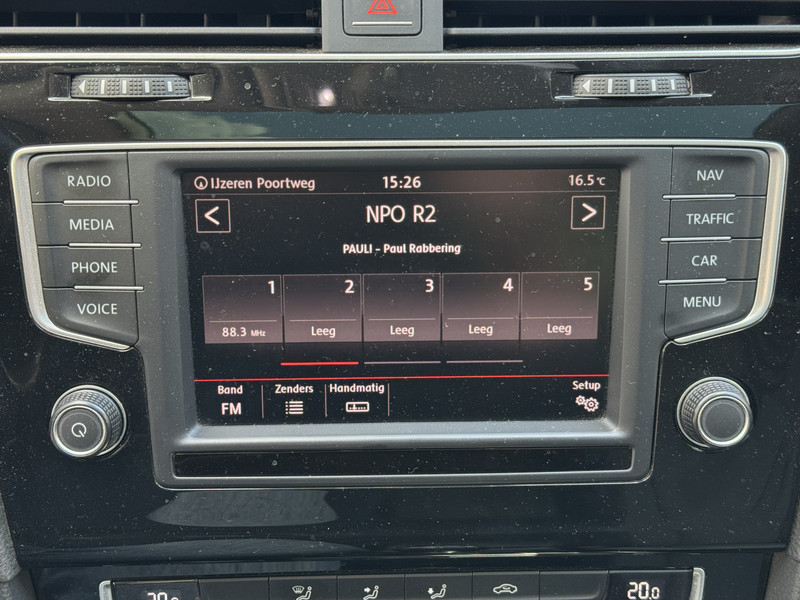 IJzeren Poortweg 15:26 16.5°C
RADIO
MEDIA
PHONE
VOICE
< NPO R2 >
PAULI - Paul Rabbering
1 2 3 4 5
88.3 MHz Leeg Leeg Leeg Leeg
Band Zenders Handmatig Setup
FM
NAV
TRAFFIC
CAR
MENU
20.0